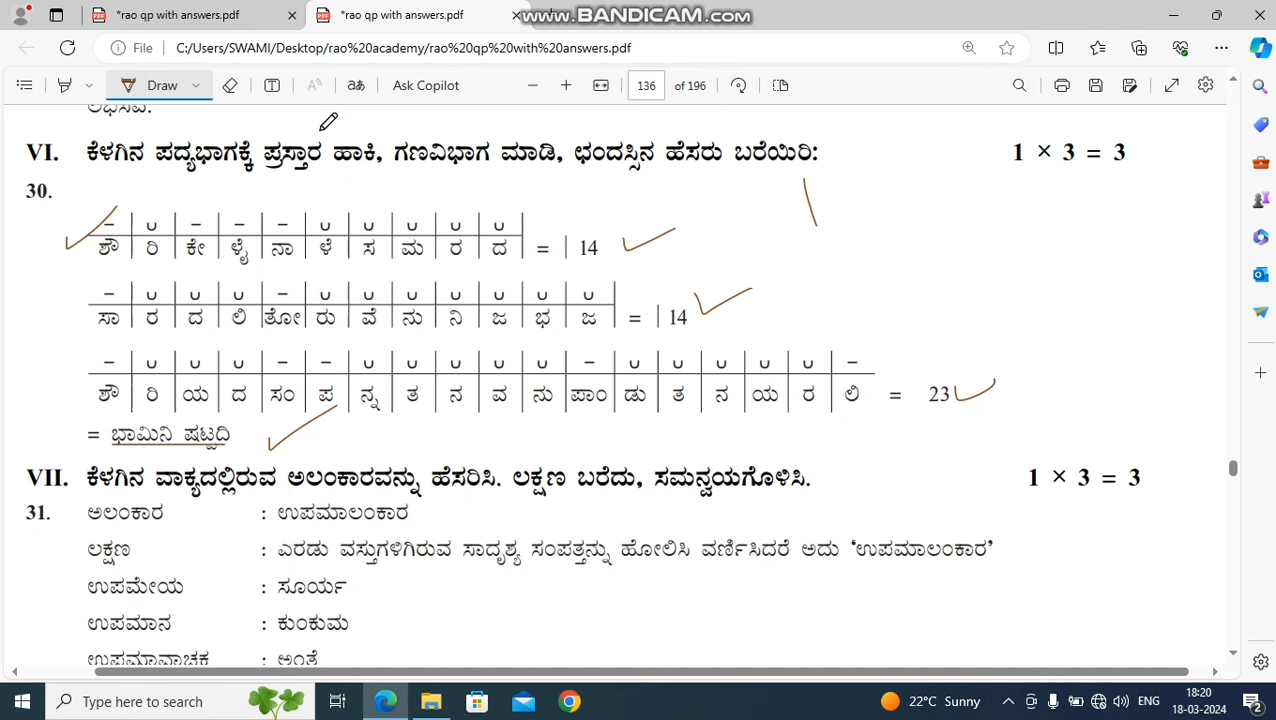 *rao qp with answers.pdf
*rao qp with answers.pdf
www.BANDICAM.com
File C:/Users/SWAMI/Desktop/rao%20academy/rao%20qp%20with%20answers.pdf
Draw Ask Copilot 136 of 196
VI. ಕೆಳಗಿನ ಪದ್ಯಭಾಗಕ್ಕೆ ಪ್ರಸ್ತಾರ ಹಾಕಿ, ಗಣವಿಭಾಗ ಮಾಡಿ, ಛಂದಸ್ಸಿನ ಹೆಸರು ಬರೆಯಿರಿ: 1 × 3 = 3
30.
– ∪ – – – ∪ ∪ ∪ ∪ ∪
ಶೌ ರಿ ಕೇ ಳೈ ನಾ ಳೆ ಸ ಮ ರ ದ = 14
– ∪ ∪ ∪ – ∪ ∪ ∪ ∪ ∪ ∪ ∪
ಸಾ ರ ದ ಲಿ ತೋ ರು ವೆ ನು ನಿ ಜ ಭ ಜ = 14
– ∪ ∪ ∪ – – ∪ ∪ ∪ ∪ ∪ – ∪ ∪ ∪ ∪ ∪ –
ಶೌ ರಿ ಯ ದ ಸಂ ಪ ನ್ನ ತ ನ ವ ನು ಪಾಂ ಡು ತ ನ ಯ ರ ಲಿ = 23
= ಭಾಮಿನಿ ಷಟ್ಪದಿ
VII. ಕೆಳಗಿನ ವಾಕ್ಯದಲ್ಲಿರುವ ಅಲಂಕಾರವನ್ನು ಹೆಸರಿಸಿ. ಲಕ್ಷಣ ಬರೆದು, ಸಮನ್ವಯಗೊಳಿಸಿ. 1 × 3 = 3
31. ಅಲಂಕಾರ : ಉಪಮಾಲಂಕಾರ
ಲಕ್ಷಣ : ಎರಡು ವಸ್ತುಗಳಿಗಿರುವ ಸಾದೃಶ್ಯ ಸಂಪತ್ತನ್ನು ಹೋಲಿಸಿ ವರ್ಣಿಸಿದರೆ ಅದು ‘ಉಪಮಾಲಂಕಾರ’
ಉಪಮೇಯ : ಸೂರ್ಯ
ಉಪಮಾನ : ಕುಂಕುಮ
ಉಪಮಾವಾಚಕ : ಅಂತೆ
Type here to search 22°C Sunny ENG 18:20
18-03-2024